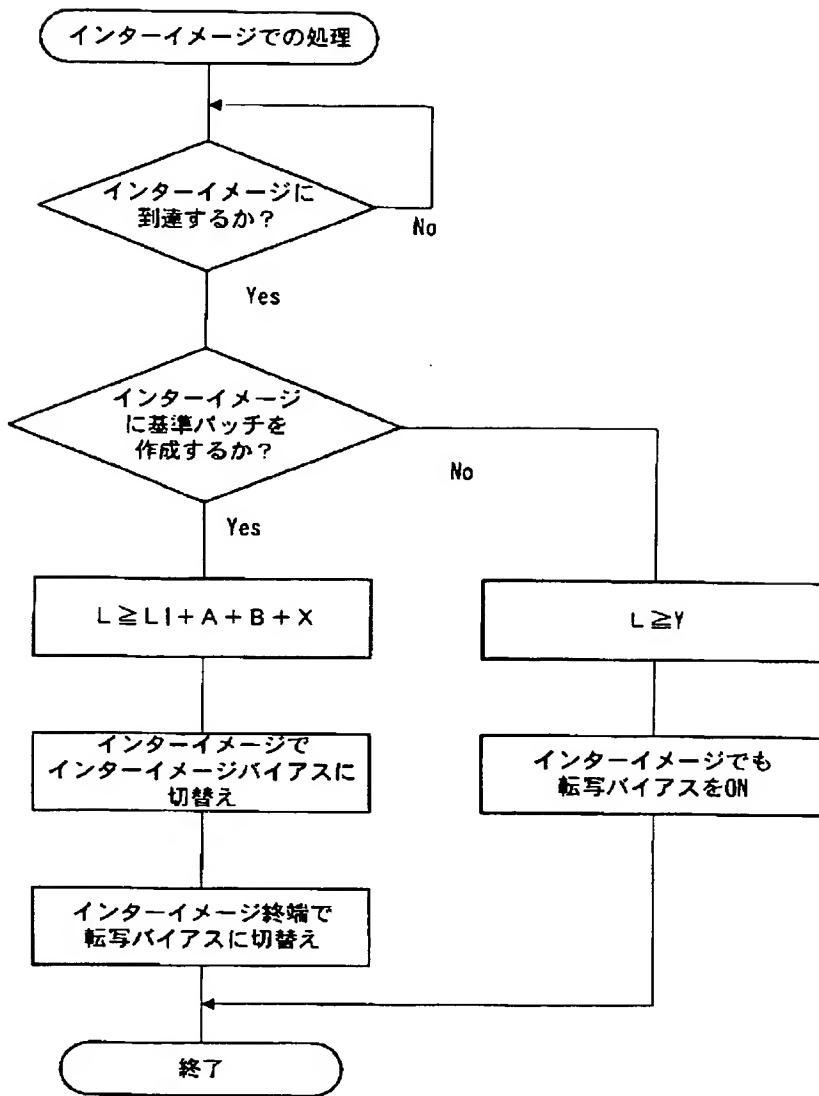 インターイメージでの処理
インターイメージに
到達するか？
No
Yes
インターイメージ
に基準パッチを
作成するか？
No
Yes
L≧LI+A+B+X
L≧Y
インターイメージで
インターイメージバイアスに
切替え
インターイメージでも
転写バイアスをON
インターイメージ終端で
転写バイアスに切替え
終了